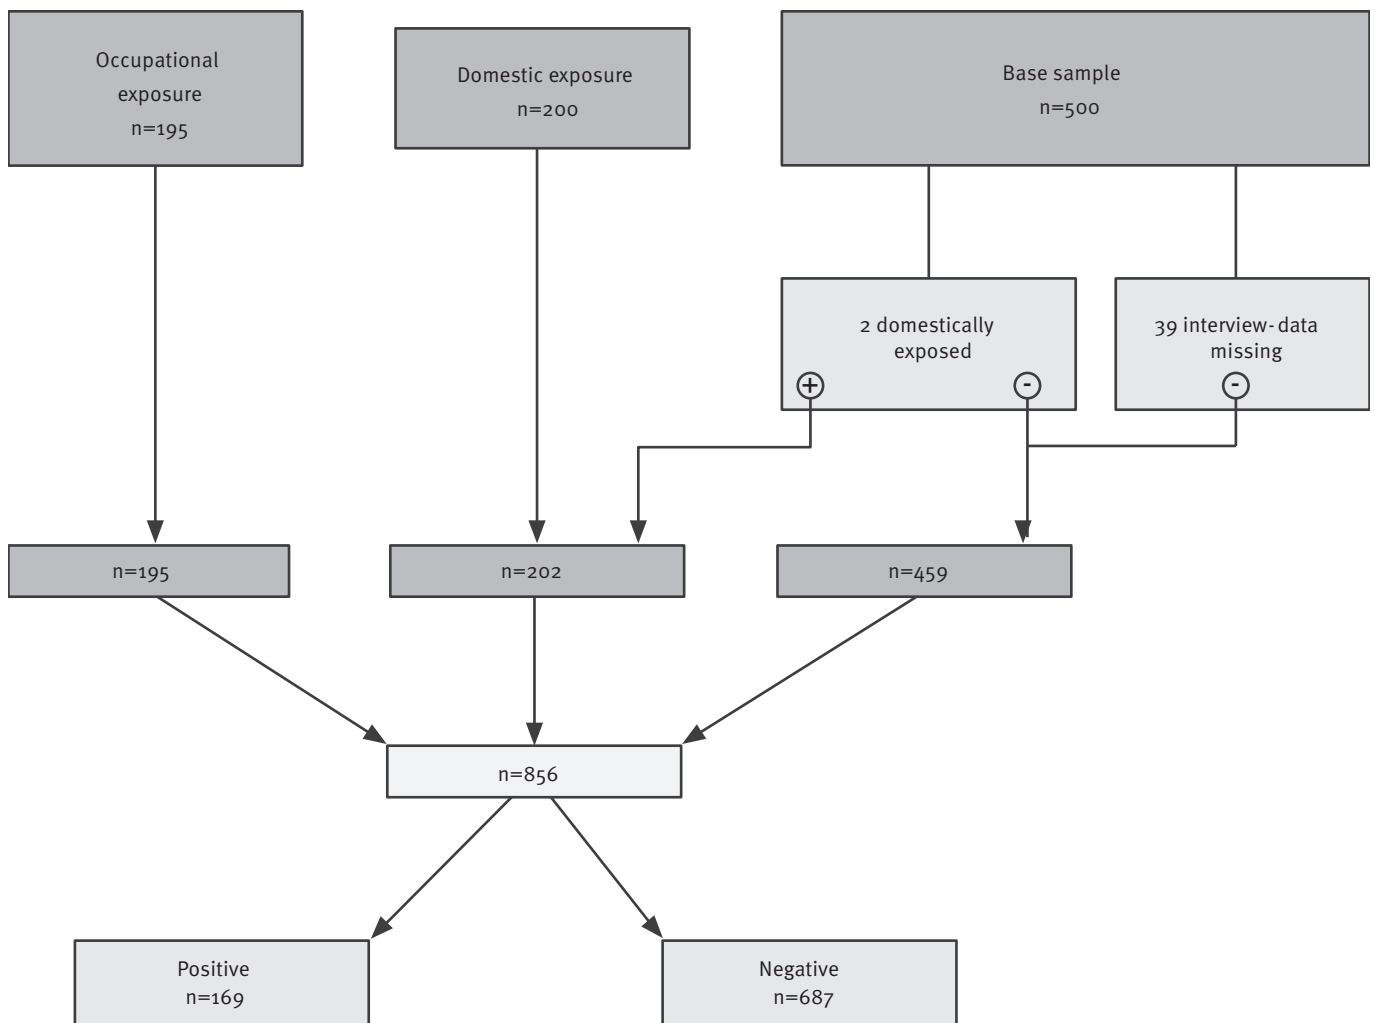 Occupational
exposure
n=195
Domestic exposure
n=200
Base sample
n=500
2 domestically
exposed
+
-
39 interview-data
missing
-
n=195
n=202
n=459
n=856
Positive
n=169
Negative
n=687